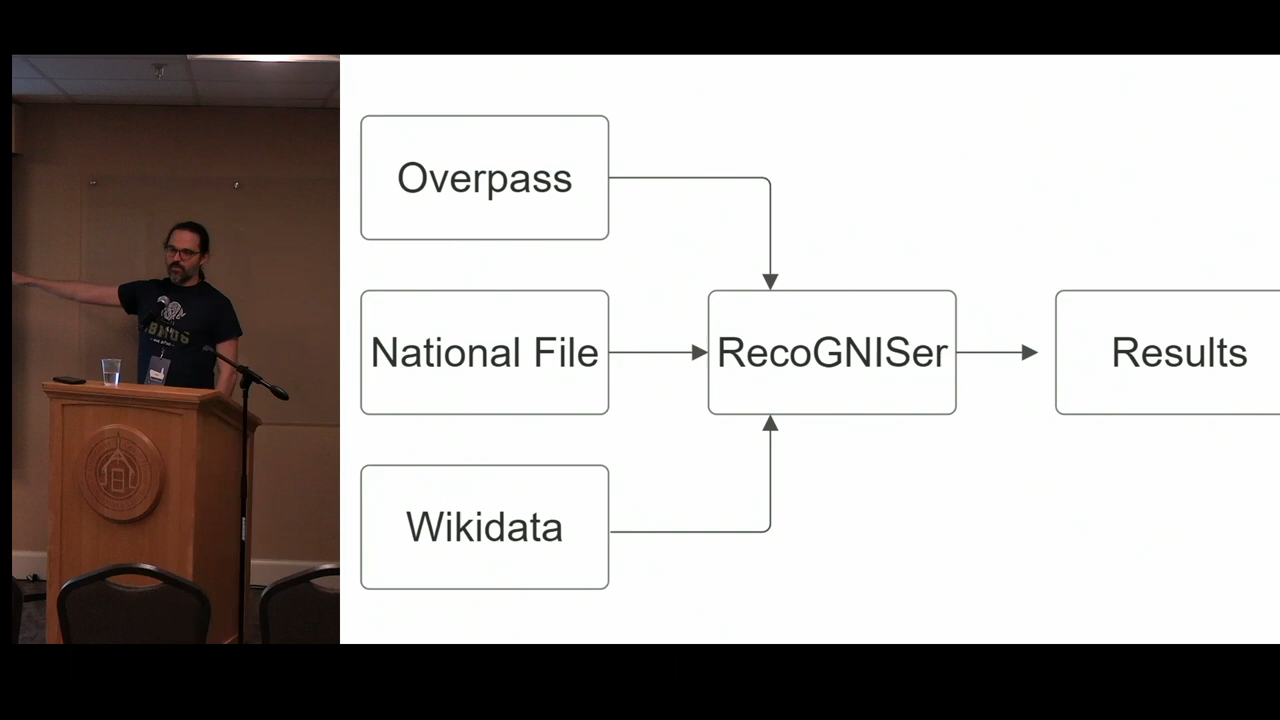 Overpass
National File
RecoGNISer
Results
Wikidata